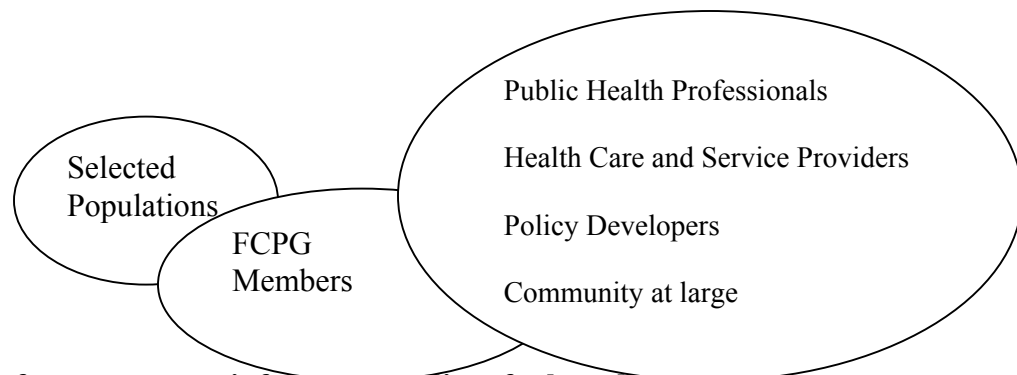 Selected
Populations
FCPG
Members
Public Health Professionals
Health Care and Service Providers
Policy Developers
Community at large